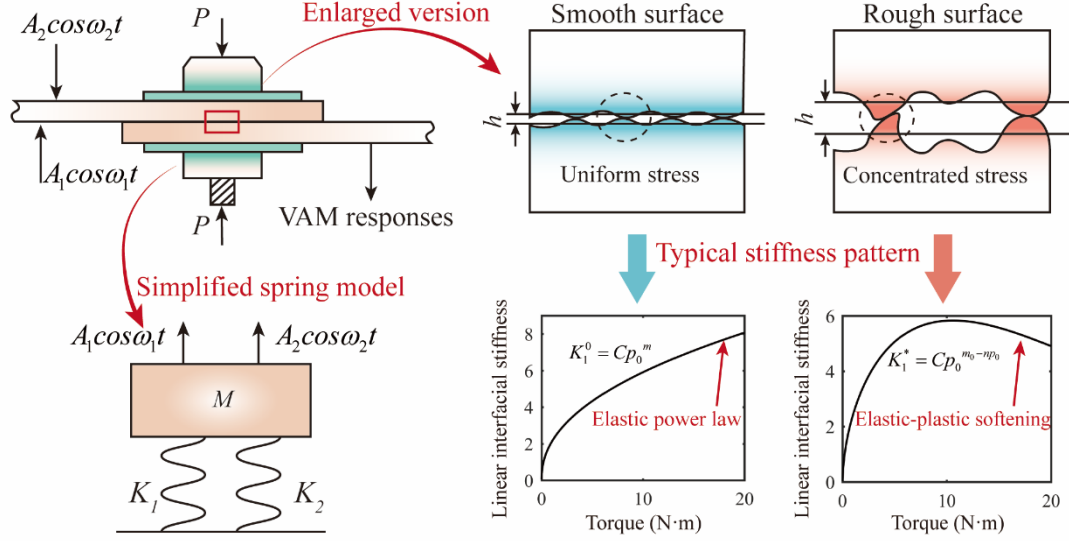 A₂cosω₂t
P
Enlarged version
Smooth surface
Rough surface
h
h
A₁cosω₁t
Uniform stress
Concentrated stress
P
VAM responses
Typical stiffness pattern
Simplified spring model
A₁cosω₁t
A₂cosω₂t
M
K₁
K₂
Linear interfacial stiffness
8
6
4
2
0
K₁⁰ = Cp₀ᵐ
Elastic power law
0
10
20
Torque (N·m)
Linear interfacial stiffness
6
4
2
0
K₁* = Cp₀^{m₀−np₀}
Elastic-plastic softening
0
10
20
Torque (N·m)